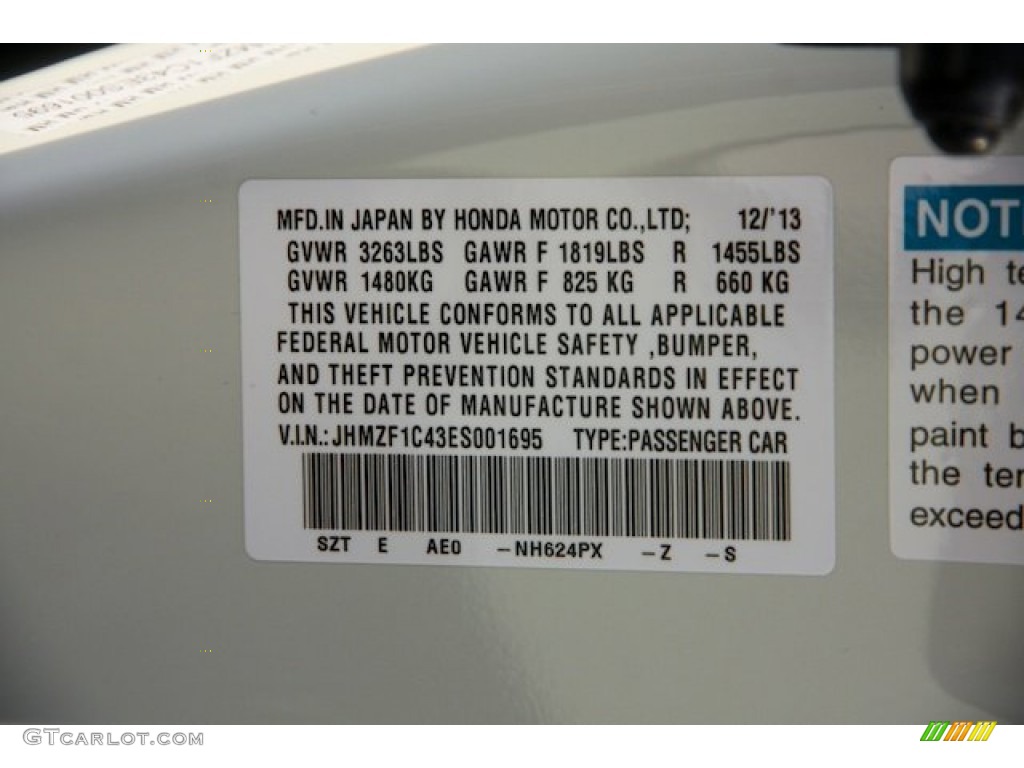 MFD.IN JAPAN BY HONDA MOTOR CO.,LTD; 12/'13
GVWR 3263LBS GAWR F 1819LBS R 1455LBS
GVWR 1480KG GAWR F 825 KG R 660 KG
THIS VEHICLE CONFORMS TO ALL APPLICABLE
FEDERAL MOTOR VEHICLE SAFETY ,BUMPER,
AND THEFT PREVENTION STANDARDS IN EFFECT
ON THE DATE OF MANUFACTURE SHOWN ABOVE.
V.I.N.:JHMZF1C43ES001695 TYPE:PASSENGER CAR
SZT E AE0 -NH624PX -Z -S
NOTI
High te
the 14
power
when
paint b
the ter
exceed
GTCARLOT.COM